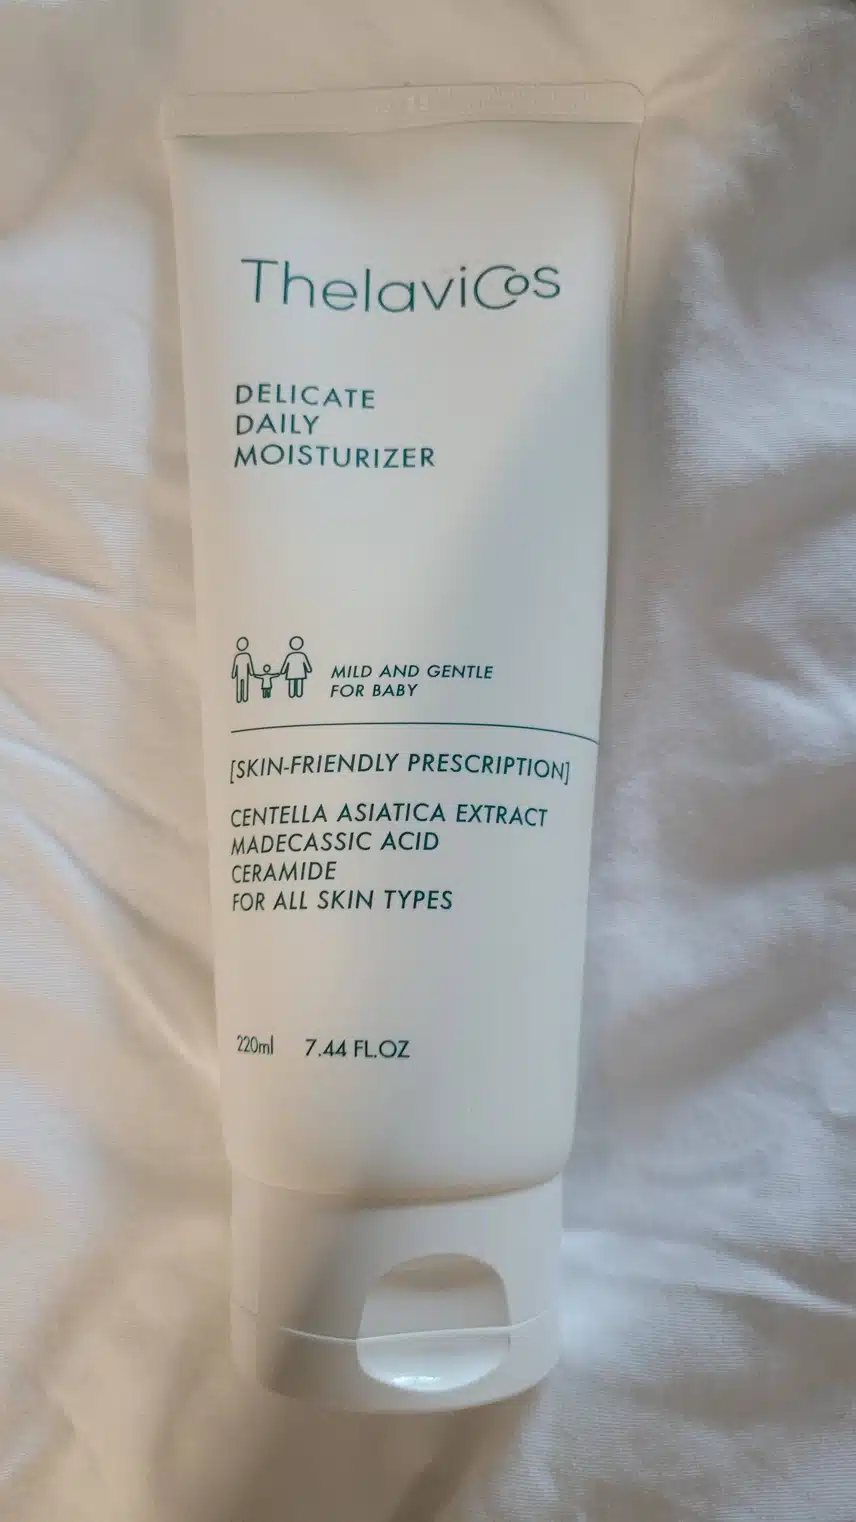 ThelaviCos
DELICATE
DAILY
MOISTURIZER
MILD AND GENTLE
FOR BABY
[SKIN-FRIENDLY PRESCRIPTION]
CENTELLA ASIATICA EXTRACT
MADECASSIC ACID
CERAMIDE
FOR ALL SKIN TYPES
220ml 7.44 FL.OZ